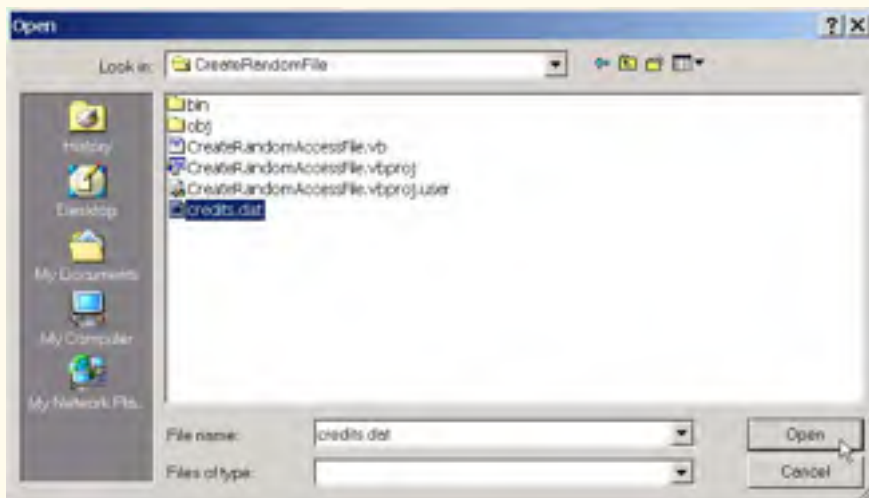 Open
Look in: CreateRandomFile
History
Desktop
My Documents
My Computer
My Network Pla...
bin
obj
CreateRandomAccessFile.vb
CreateRandomAccessFile.vbproj
CreateRandomAccessFile.vbproj.user
credits.dat
File name: credits.dat
Open
Files of type:
Cancel